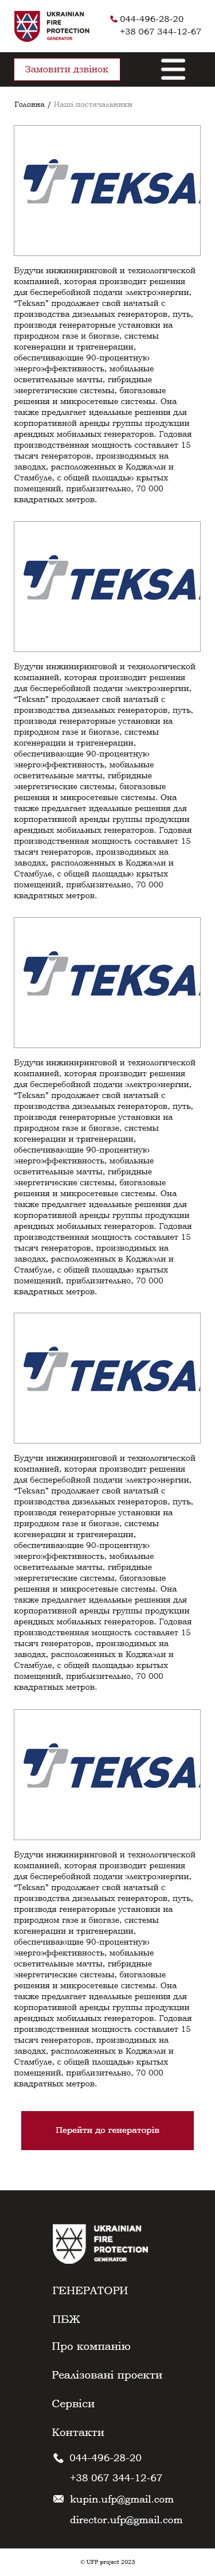 UKRAINIAN
FIRE
PROTECTION
GENERATOR
044-496-28-20
+38 067 344-12-67
Замовити дзвінок
Головна / Наші постачальники
TEKSA
Будучи инжиниринговой и технологической
компанией, которая производит решения
для бесперебойной подачи электроэнергии,
“Teksan” продолжает свой начатый с
производства дизельных генераторов, путь,
производя генераторные установки на
природном газе и биогазе, системы
когенерации и тригенерации,
обеспечивающие 90-процентную
энергоэффективность, мобильные
осветительные мачты, гибридные
энергетические системы, биогазовые
решения и микросетевые системы. Она
также предлагает идеальные решения для
корпоративной аренды группы продукции
арендных мобильных генераторов. Годовая
производственная мощность составляет 15
тысяч генераторов, производимых на
заводах, расположенных в Коджаэли и
Стамбуле, с общей площадью крытых
помещений, приблизительно, 70 000
квадратных метров.
TEKSA
Будучи инжиниринговой и технологической
компанией, которая производит решения
для бесперебойной подачи электроэнергии,
“Teksan” продолжает свой начатый с
производства дизельных генераторов, путь,
производя генераторные установки на
природном газе и биогазе, системы
когенерации и тригенерации,
обеспечивающие 90-процентную
энергоэффективность, мобильные
осветительные мачты, гибридные
энергетические системы, биогазовые
решения и микросетевые системы. Она
также предлагает идеальные решения для
корпоративной аренды группы продукции
арендных мобильных генераторов. Годовая
производственная мощность составляет 15
тысяч генераторов, производимых на
заводах, расположенных в Коджаэли и
Стамбуле, с общей площадью крытых
помещений, приблизительно, 70 000
квадратных метров.
TEKSA
Будучи инжиниринговой и технологической
компанией, которая производит решения
для бесперебойной подачи электроэнергии,
“Teksan” продолжает свой начатый с
производства дизельных генераторов, путь,
производя генераторные установки на
природном газе и биогазе, системы
когенерации и тригенерации,
обеспечивающие 90-процентную
энергоэффективность, мобильные
осветительные мачты, гибридные
энергетические системы, биогазовые
решения и микросетевые системы. Она
также предлагает идеальные решения для
корпоративной аренды группы продукции
арендных мобильных генераторов. Годовая
производственная мощность составляет 15
тысяч генераторов, производимых на
заводах, расположенных в Коджаэли и
Стамбуле, с общей площадью крытых
помещений, приблизительно, 70 000
квадратных метров.
TEKSA
Будучи инжиниринговой и технологической
компанией, которая производит решения
для бесперебойной подачи электроэнергии,
“Teksan” продолжает свой начатый с
производства дизельных генераторов, путь,
производя генераторные установки на
природном газе и биогазе, системы
когенерации и тригенерации,
обеспечивающие 90-процентную
энергоэффективность, мобильные
осветительные мачты, гибридные
энергетические системы, биогазовые
решения и микросетевые системы. Она
также предлагает идеальные решения для
корпоративной аренды группы продукции
арендных мобильных генераторов. Годовая
производственная мощность составляет 15
тысяч генераторов, производимых на
заводах, расположенных в Коджаэли и
Стамбуле, с общей площадью крытых
помещений, приблизительно, 70 000
квадратных метров.
TEKSA
Будучи инжиниринговой и технологической
компанией, которая производит решения
для бесперебойной подачи электроэнергии,
“Teksan” продолжает свой начатый с
производства дизельных генераторов, путь,
производя генераторные установки на
природном газе и биогазе, системы
когенерации и тригенерации,
обеспечивающие 90-процентную
энергоэффективность, мобильные
осветительные мачты, гибридные
энергетические системы, биогазовые
решения и микросетевые системы. Она
также предлагает идеальные решения для
корпоративной аренды группы продукции
арендных мобильных генераторов. Годовая
производственная мощность составляет 15
тысяч генераторов, производимых на
заводах, расположенных в Коджаэли и
Стамбуле, с общей площадью крытых
помещений, приблизительно, 70 000
квадратных метров.
Перейти до генераторів
UKRAINIAN
FIRE
PROTECTION
GENERATOR
ГЕНЕРАТОРИ
ПБЖ
Про компанію
Реалізовані проекти
Сервіси
Контакти
044-496-28-20
+38 067 344-12-67
kupin.ufp@gmail.com
director.ufp@gmail.com
© UFP project 2023